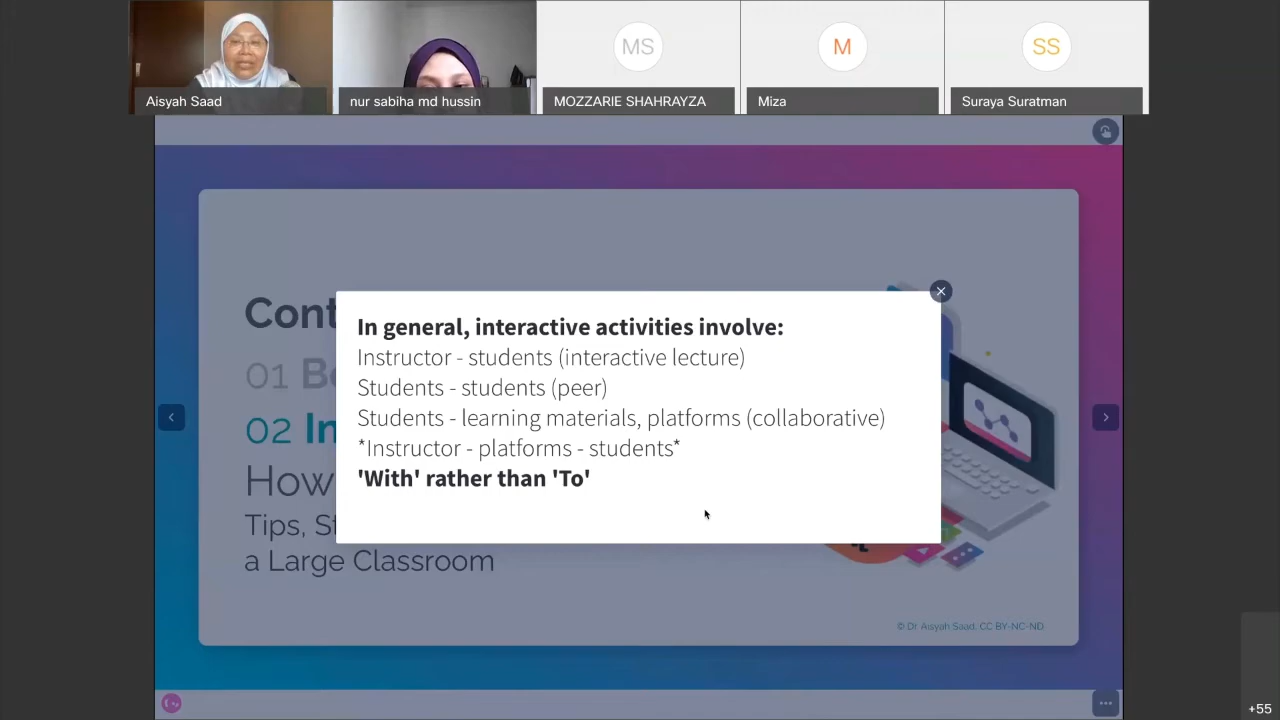 MS
M
SS
Aisyah Saad
nur sabiha md hussin
MOZZARIE SHAHRAYZA
Miza
Suraya Suratman
Cont
01 B
02 In
How
Tips, S
a Large Classroom
In general, interactive activities involve:
Instructor - students (interactive lecture)
Students - students (peer)
Students - learning materials, platforms (collaborative)
*Instructor - platforms - students*
'With' rather than 'To'
© Dr Aisyah Saad, CC BY-NC-ND
+55